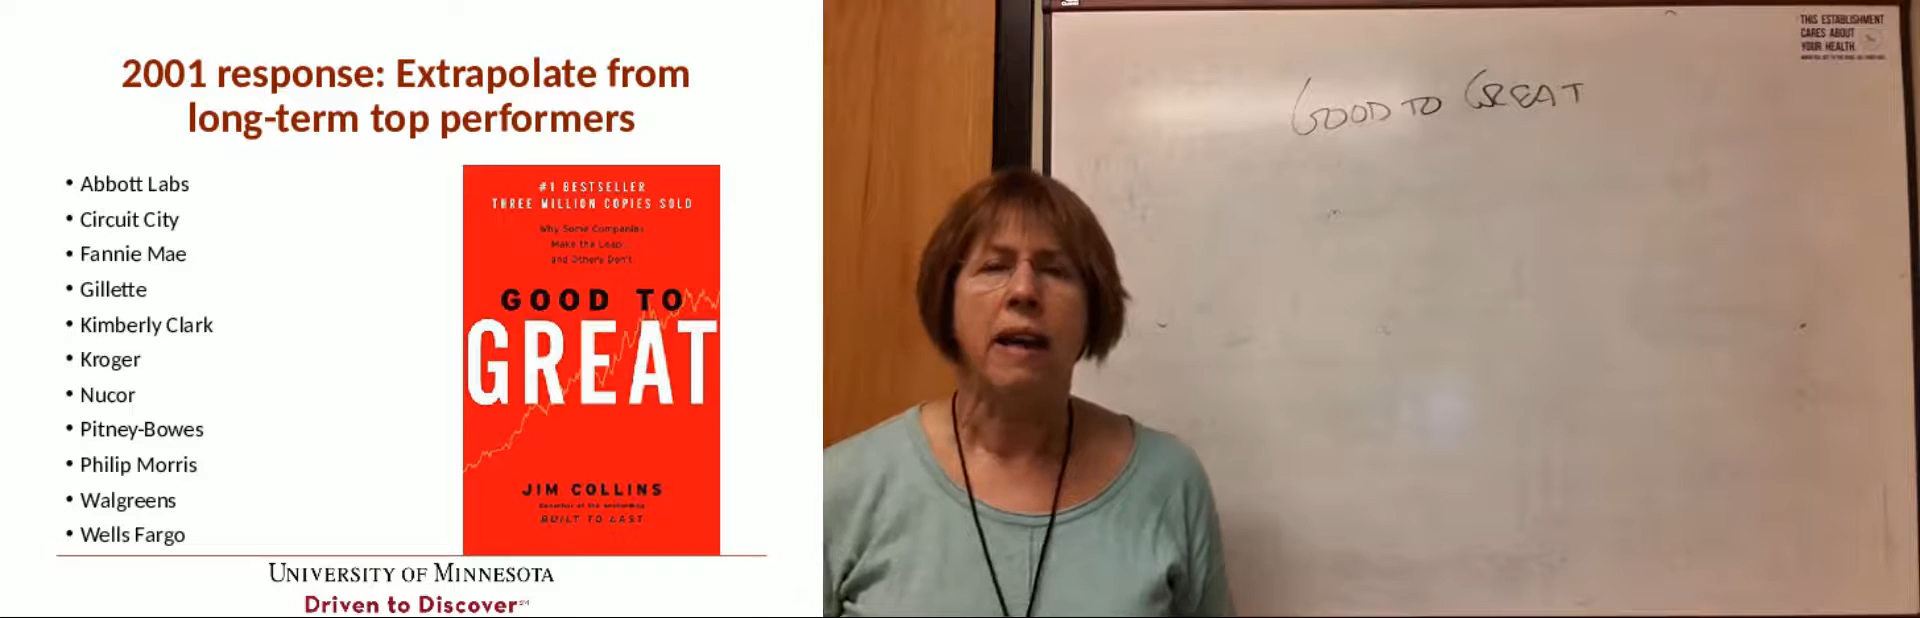 2001 response: Extrapolate from
long-term top performers
• Abbott Labs
• Circuit City
• Fannie Mae
• Gillette
• Kimberly Clark
• Kroger
• Nucor
• Pitney-Bowes
• Philip Morris
• Walgreens
• Wells Fargo
#1 BESTSELLER
THREE MILLION COPIES SOLD
Why Some Companies
Make the Leap
and Others Don't
GOOD TO
GREAT
JIM COLLINS
BUILT TO LAST
UNIVERSITY OF MINNESOTA
Driven to Discover℠
GOOD TO GREAT
THIS ESTABLISHMENT
CARES ABOUT
YOUR HEALTH